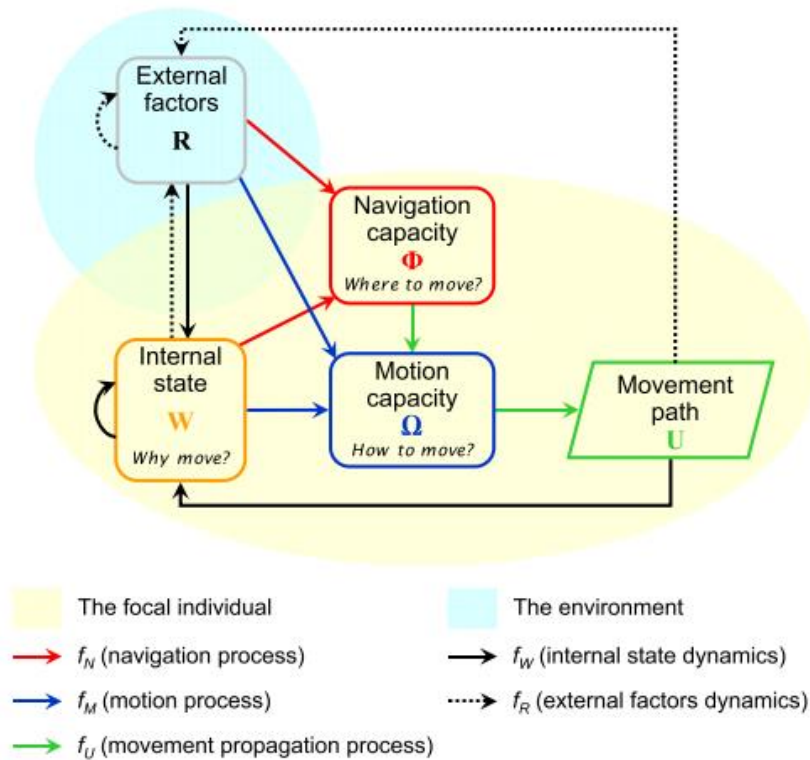 External
factors
R
Navigation
capacity
Φ
Where to move?
Internal
state
W
Why move?
Motion
capacity
Ω
How to move?
Movement
path
U
The focal individual
The environment
f_N (navigation process)
f_W (internal state dynamics)
f_M (motion process)
f_R (external factors dynamics)
f_U (movement propagation process)